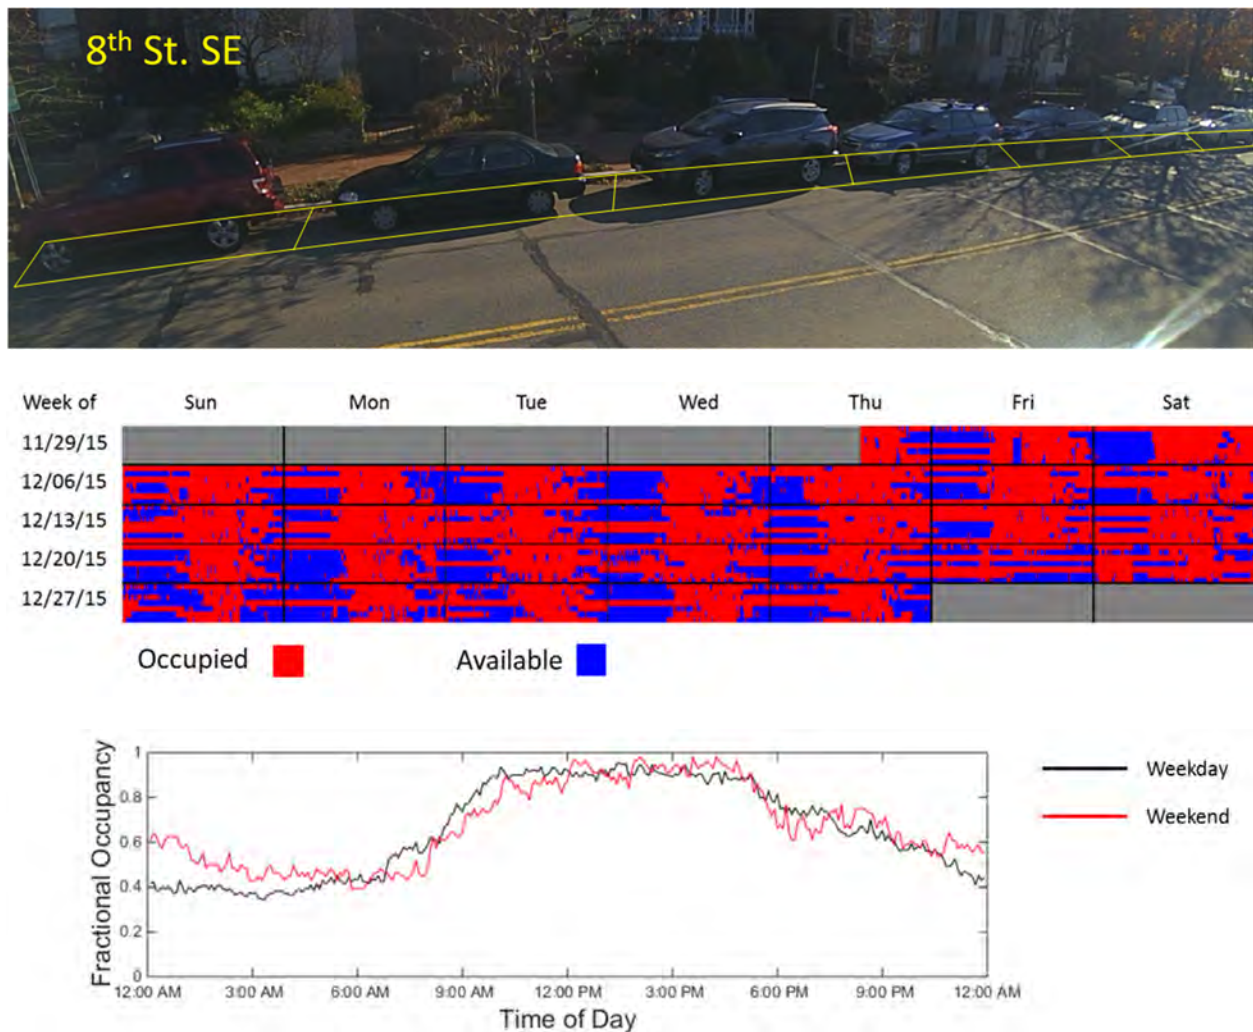 8th St. SE
Week of Sun Mon Tue Wed Thu Fri Sat
11/29/15
12/06/15
12/13/15
12/20/15
12/27/15
Occupied Available
Fractional Occupancy
1
0.8
0.6
0.4
0.2
0
12:00 AM 3:00 AM 6:00 AM 9:00 AM 12:00 PM 3:00 PM 6:00 PM 9:00 PM 12:00 AM
Time of Day
Weekday
Weekend